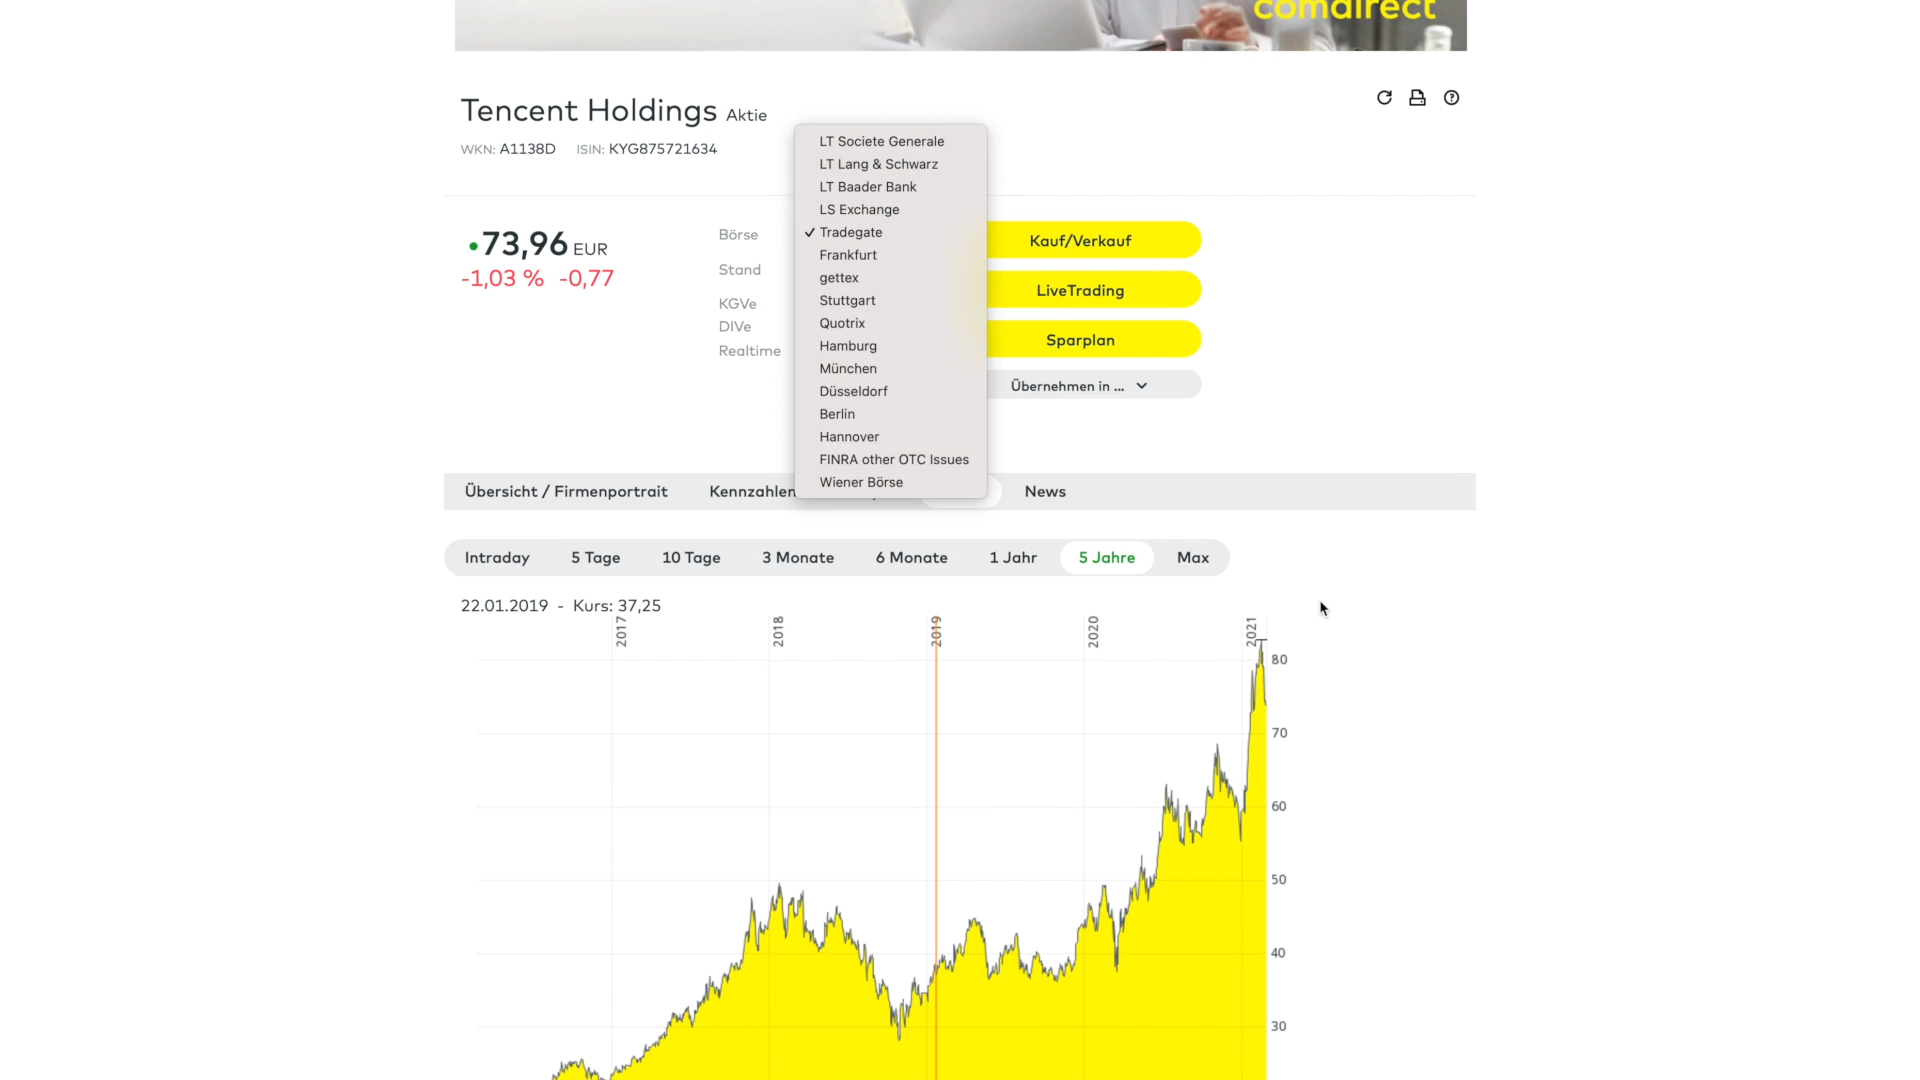 comdirect
Tencent Holdings Aktie
WKN: A1138D ISIN: KYG875721634
73,96 EUR
-1,03 % -0,77
Börse
Stand
KGVe
DIVe
Realtime
LT Societe Generale
LT Lang & Schwarz
LT Baader Bank
LS Exchange
✓ Tradegate
Frankfurt
gettex
Stuttgart
Quotrix
Hamburg
München
Düsseldorf
Berlin
Hannover
FINRA other OTC Issues
Wiener Börse
Kauf/Verkauf
LiveTrading
Sparplan
Übernehmen in ...
Übersicht / Firmenportrait Kennzahlen News
Intraday 5 Tage 10 Tage 3 Monate 6 Monate 1 Jahr 5 Jahre Max
22.01.2019 - Kurs: 37,25
2017 2018 2019 2020 2021
80
70
60
50
40
30